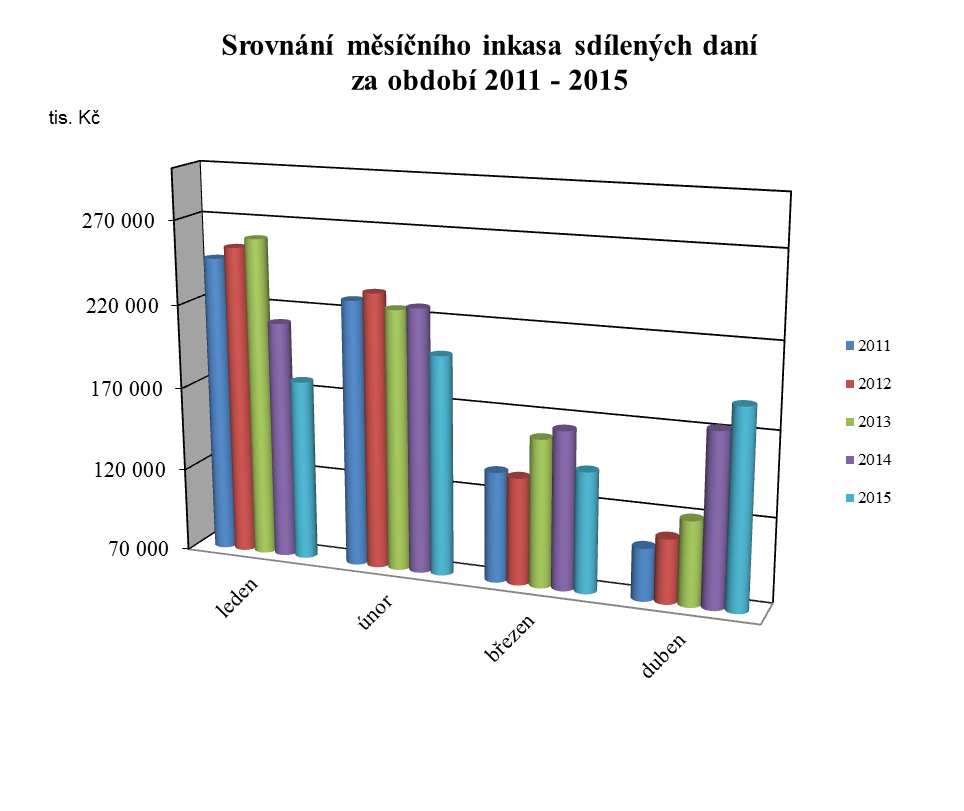 Srovnání měsíčního inkasa sdílených daní
za období 2011 - 2015
tis. Kč
270 000
220 000
170 000
120 000
70 000
leden
únor
březen
duben
2011
2012
2013
2014
2015